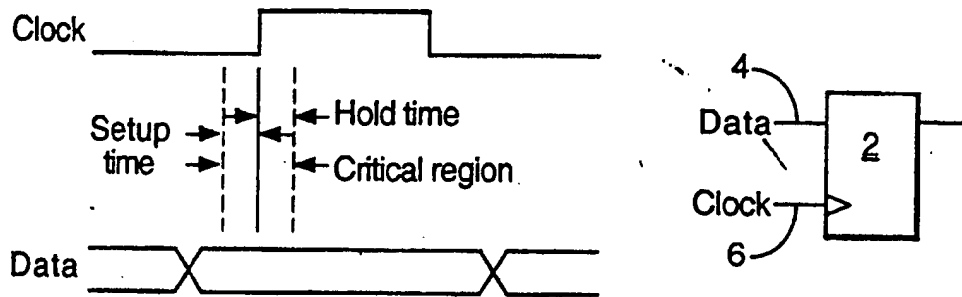 Clock
Hold time
Setup
time
Critical region
Data
4
Data
2
Clock
6